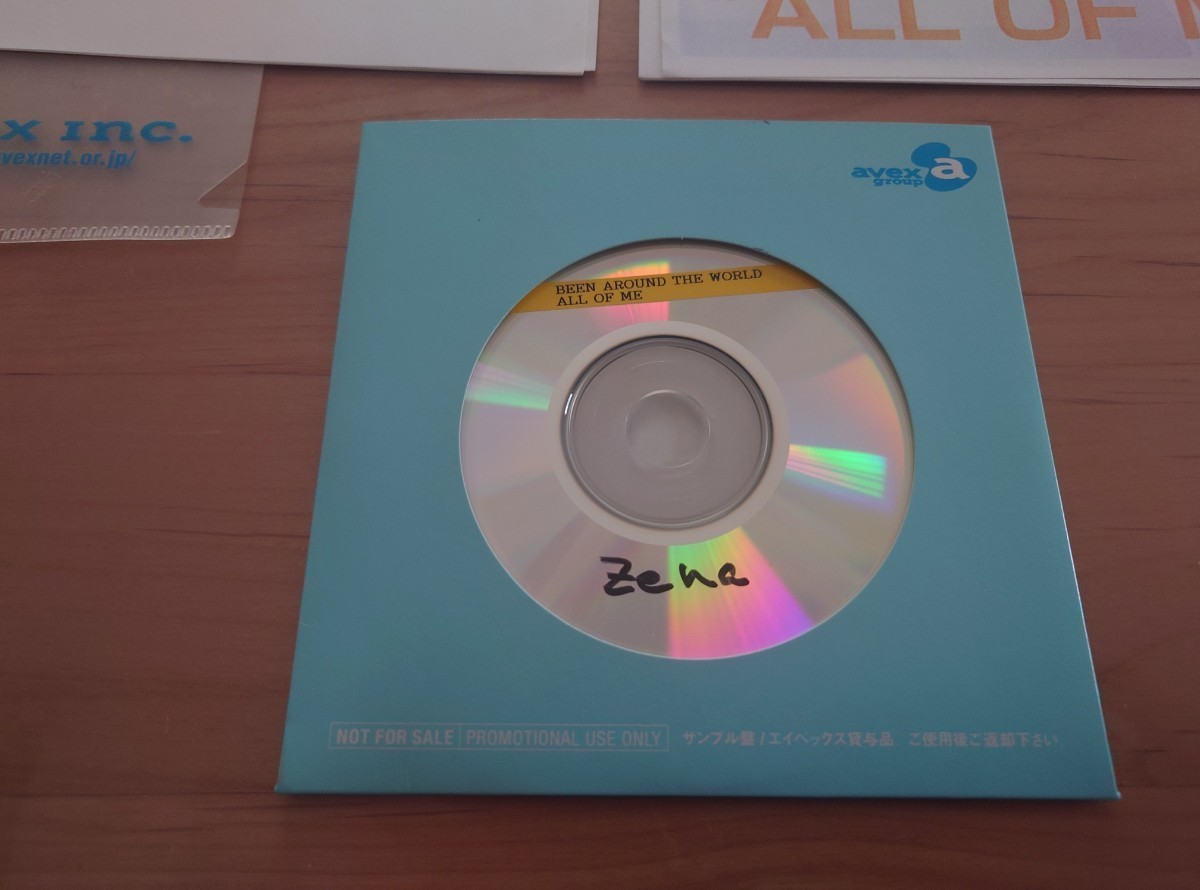 ALL OF
x inc.
vexnet.or.jp/
avex
group
a
BEEN AROUND THE WORLD
ALL OF ME
Zena
NOT FOR SALE PROMOTIONAL USE ONLY サンプル盤 / エイベックス貸与品 ご使用後ご返却下さい。